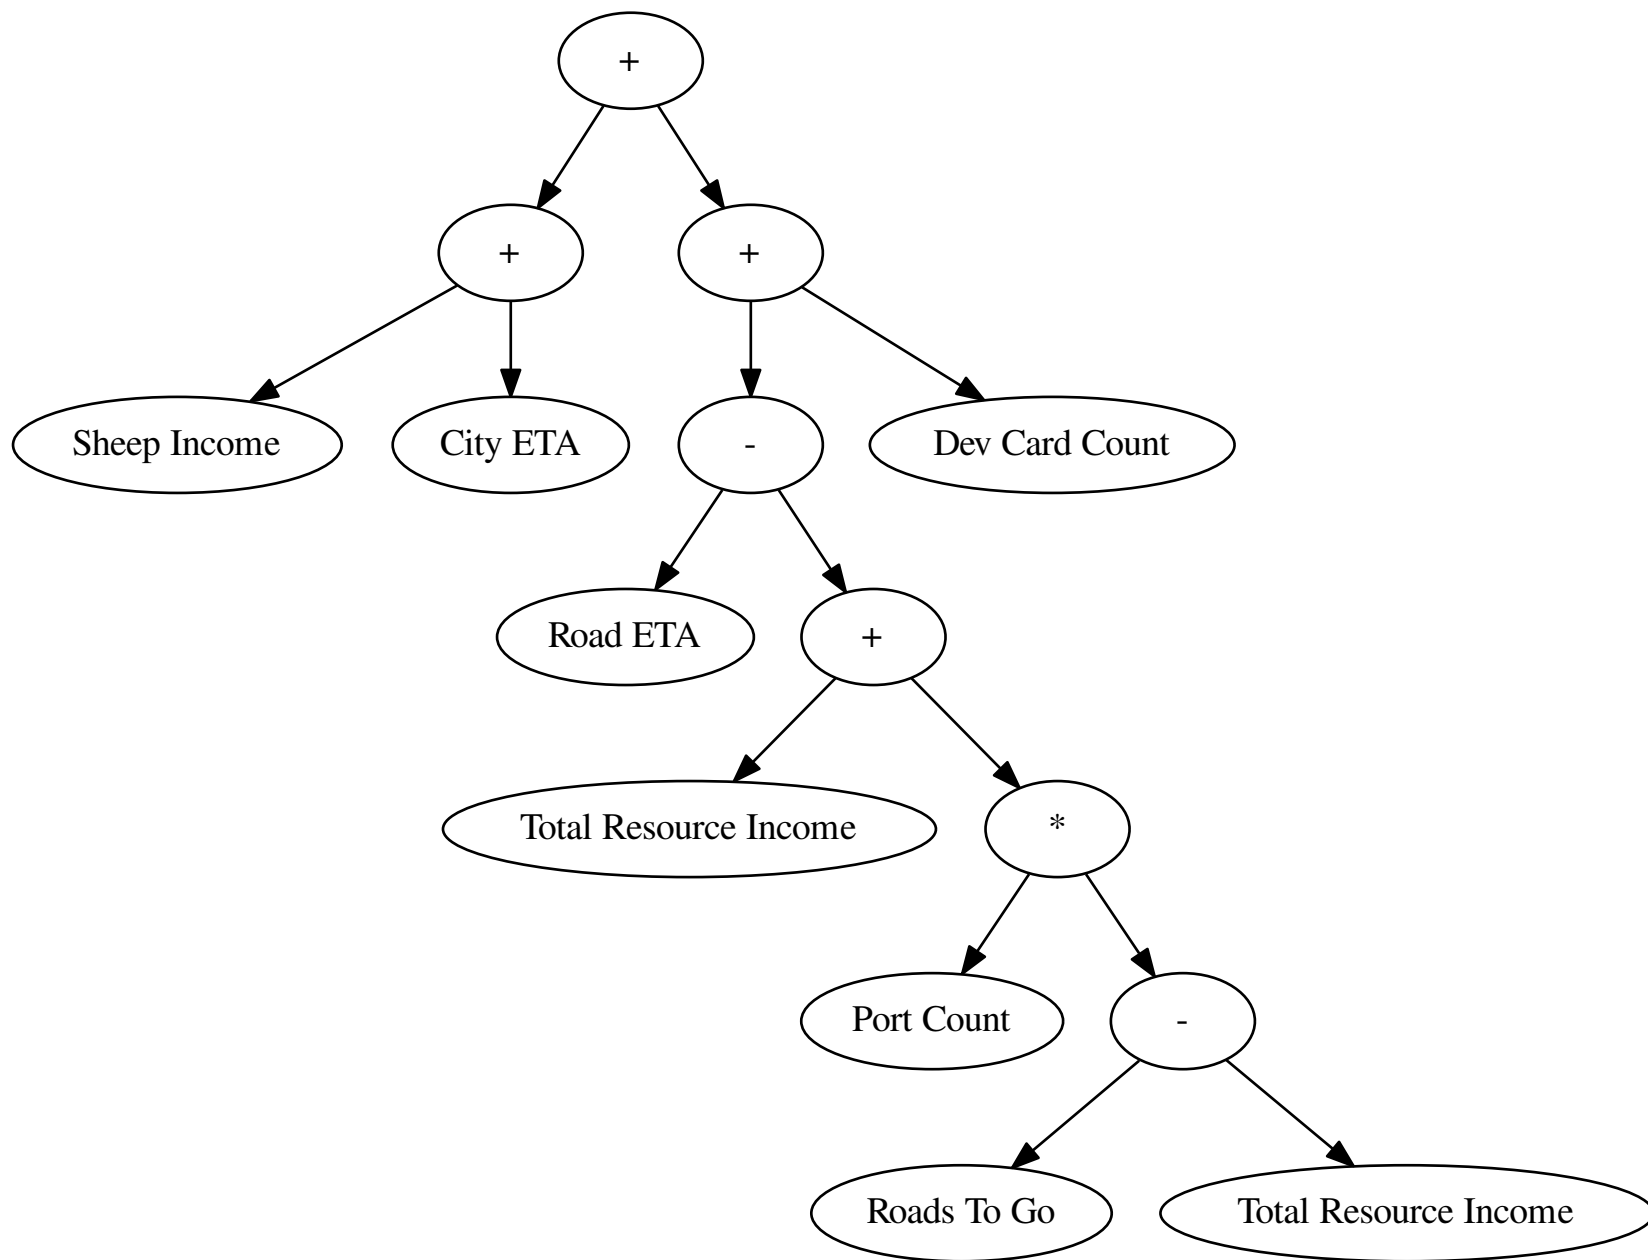 +
+
+
Sheep Income
City ETA
-
Dev Card Count
Road ETA
+
Total Resource Income
*
Port Count
-
Roads To Go
Total Resource Income